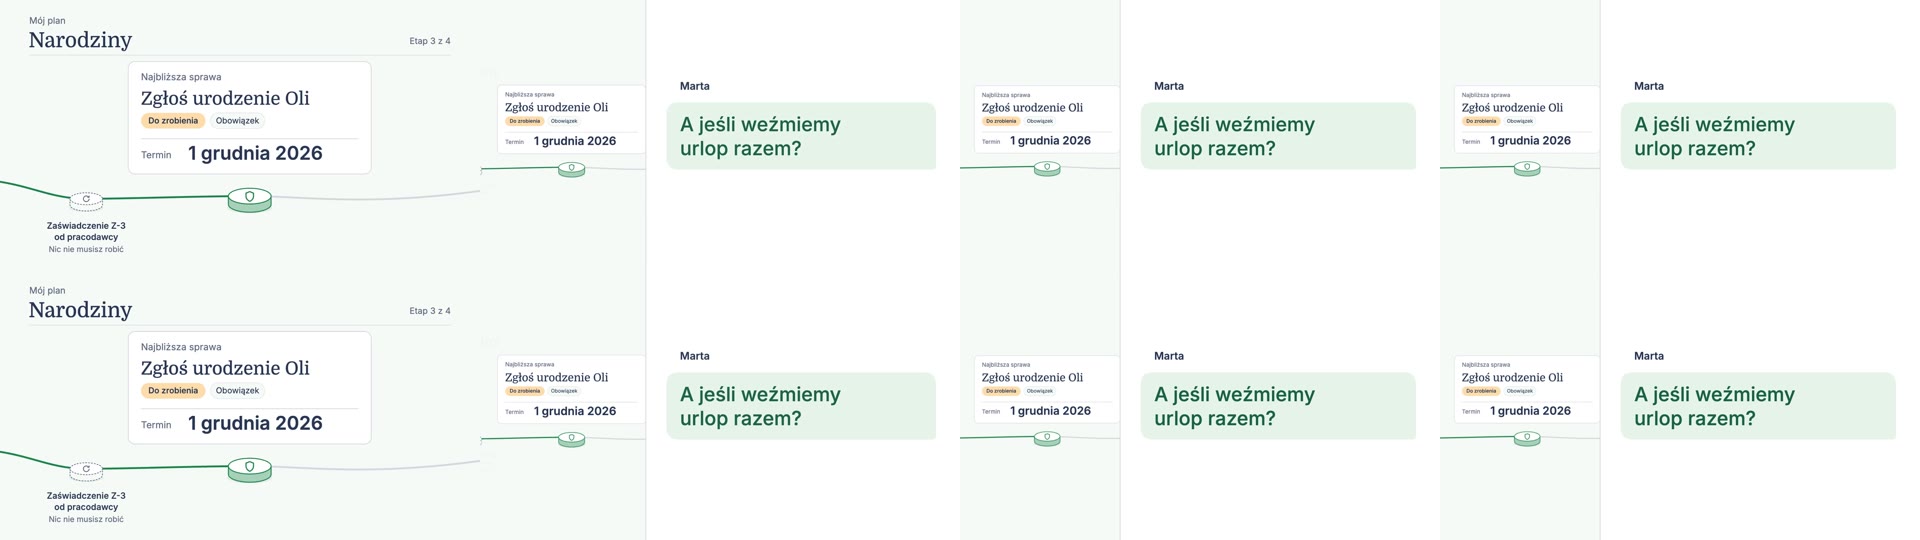 Mój plan
Narodziny
Etap 3 z 4
Najbliższa sprawa
Zgłoś urodzenie Oli
Do zrobienia
Obowiązek
Termin
1 grudnia 2026
Zaświadczenie Z-3
od pracodawcy
Nic nie musisz robić
Najbliższa sprawa
Zgłoś urodzenie Oli
Do zrobienia
Obowiązek
Termin
1 grudnia 2026
Marta
A jeśli weźmiemy
urlop razem?
Najbliższa sprawa
Zgłoś urodzenie Oli
Do zrobienia
Obowiązek
Termin
1 grudnia 2026
Marta
A jeśli weźmiemy
urlop razem?
Najbliższa sprawa
Zgłoś urodzenie Oli
Do zrobienia
Obowiązek
Termin
1 grudnia 2026
Marta
A jeśli weźmiemy
urlop razem?
Mój plan
Narodziny
Etap 3 z 4
Najbliższa sprawa
Zgłoś urodzenie Oli
Do zrobienia
Obowiązek
Termin
1 grudnia 2026
Zaświadczenie Z-3
od pracodawcy
Nic nie musisz robić
Najbliższa sprawa
Zgłoś urodzenie Oli
Do zrobienia
Obowiązek
Termin
1 grudnia 2026
Marta
A jeśli weźmiemy
urlop razem?
Najbliższa sprawa
Zgłoś urodzenie Oli
Do zrobienia
Obowiązek
Termin
1 grudnia 2026
Marta
A jeśli weźmiemy
urlop razem?
Najbliższa sprawa
Zgłoś urodzenie Oli
Do zrobienia
Obowiązek
Termin
1 grudnia 2026
Marta
A jeśli weźmiemy
urlop razem?